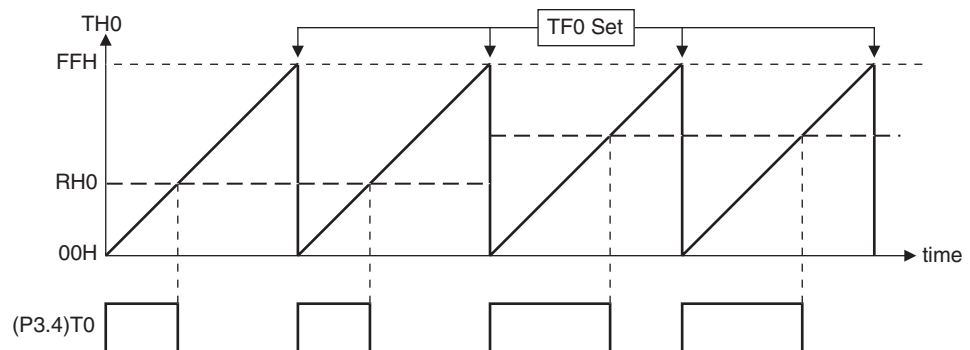 TF0 Set
TH0
FFH
RH0
00H
time
(P3.4)T0